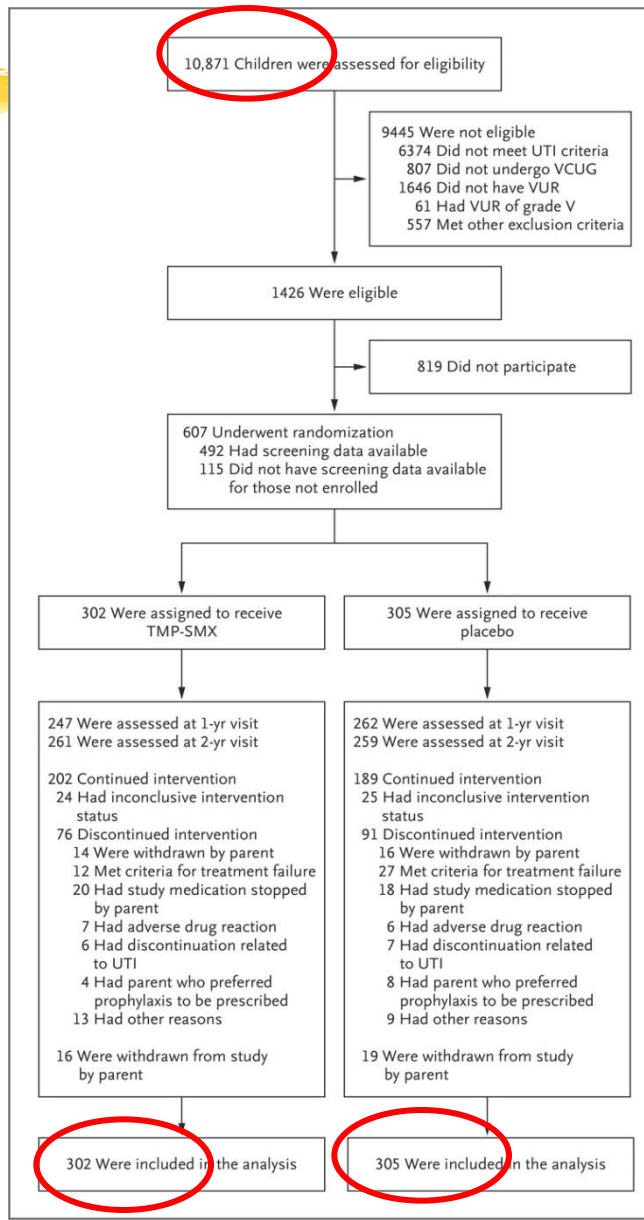 10,871 Children were assessed for eligibility
9445 Were not eligible
6374 Did not meet UTI criteria
807 Did not undergo VCUG
1646 Did not have VUR
61 Had VUR of grade V
557 Met other exclusion criteria
1426 Were eligible
819 Did not participate
607 Underwent randomization
492 Had screening data available
115 Did not have screening data available
for those not enrolled
302 Were assigned to receive
TMP-SMX
305 Were assigned to receive
placebo
247 Were assessed at 1-yr visit
261 Were assessed at 2-yr visit
202 Continued intervention
24 Had inconclusive intervention
status
76 Discontinued intervention
14 Were withdrawn by parent
12 Met criteria for treatment failure
20 Had study medication stopped
by parent
7 Had adverse drug reaction
6 Had discontinuation related
to UTI
4 Had parent who preferred
prophylaxis to be prescribed
13 Had other reasons
16 Were withdrawn from study
by parent
262 Were assessed at 1-yr visit
259 Were assessed at 2-yr visit
189 Continued intervention
25 Had inconclusive intervention
status
91 Discontinued intervention
16 Were withdrawn by parent
27 Met criteria for treatment failure
18 Had study medication stopped
by parent
6 Had adverse drug reaction
7 Had discontinuation related
to UTI
8 Had parent who preferred
prophylaxis to be prescribed
9 Had other reasons
19 Were withdrawn from study
by parent
302 Were included in the analysis
305 Were included in the analysis